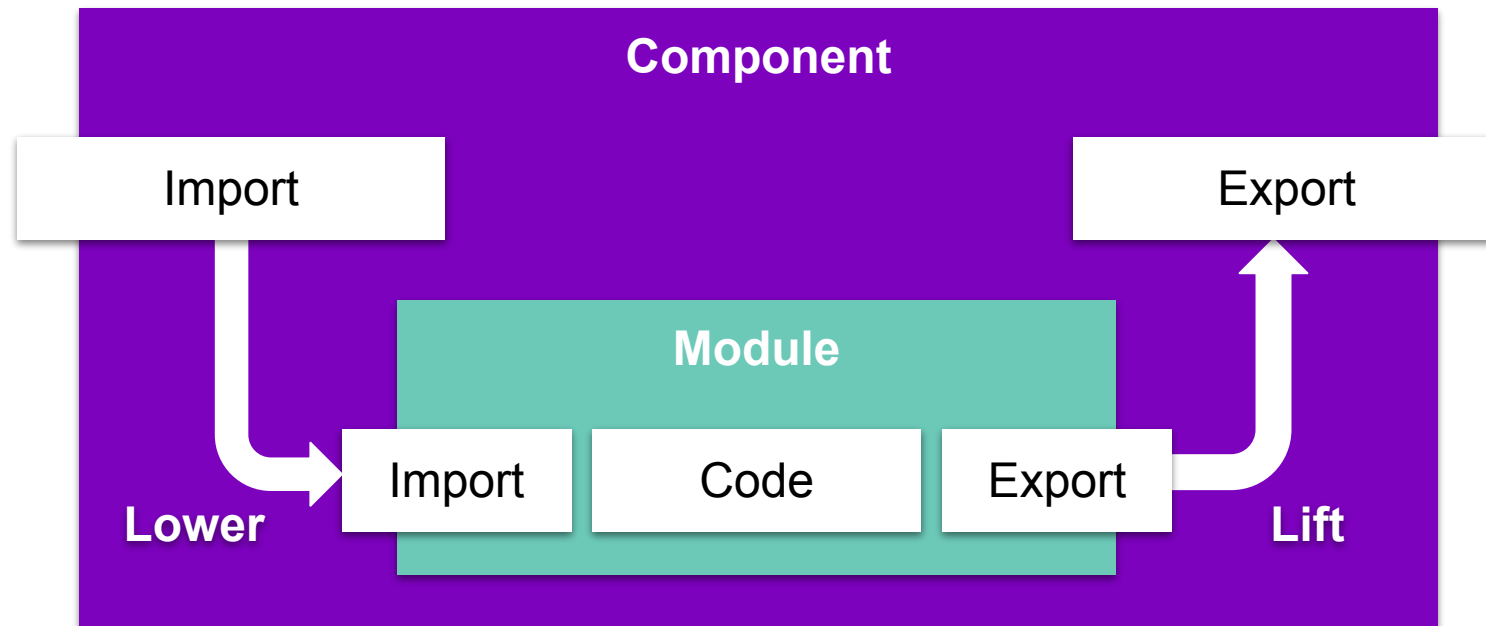 Component
Import
Export
Module
Import
Code
Export
Lower
Lift